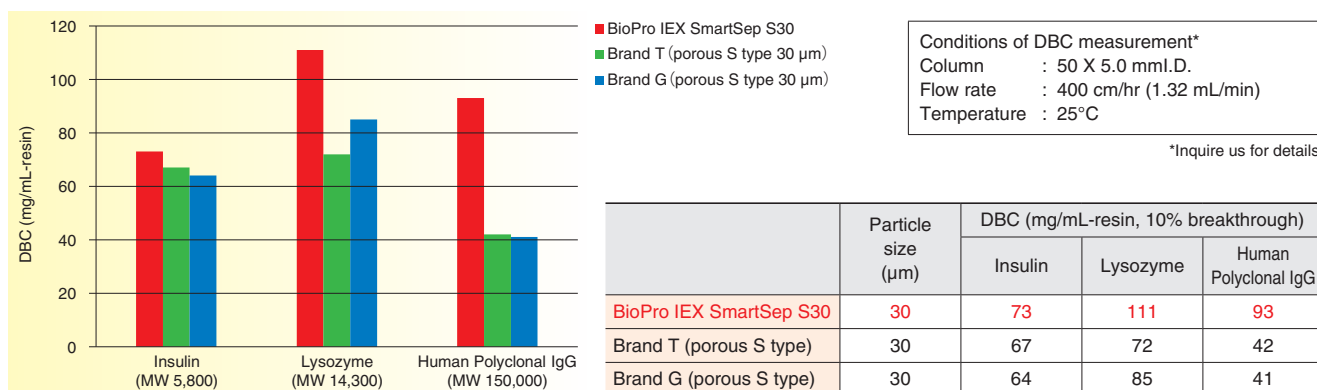 120
100
80
60
40
20
0
DBC (mg/mL-resin)
Insulin
(MW 5,800)
Lysozyme
(MW 14,300)
Human Polyclonal IgG
(MW 150,000)
BioPro IEX SmartSep S30
Brand T (porous S type 30 µm)
Brand G (porous S type 30 µm)
Conditions of DBC measurement*
Column : 50 X 5.0 mmI.D.
Flow rate : 400 cm/hr (1.32 mL/min)
Temperature : 25°C
*Inquire us for details
Particle size (µm) DBC (mg/mL-resin, 10% breakthrough)
Insulin Lysozyme Human Polyclonal IgG
BioPro IEX SmartSep S30 30 73 111 93
Brand T (porous S type) 30 67 72 42
Brand G (porous S type) 30 64 85 41